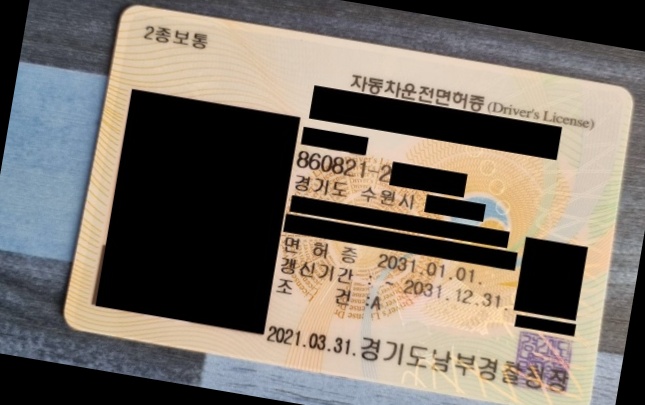 2종보통
자동차운전면허증 (Driver's License)
860821-2
경기도 수원시
면 허 증 2031.01.01.
갱신기간 : ~ 2031.12.31.
조 건 :A
2021.03.31. 경기도남부경찰청장